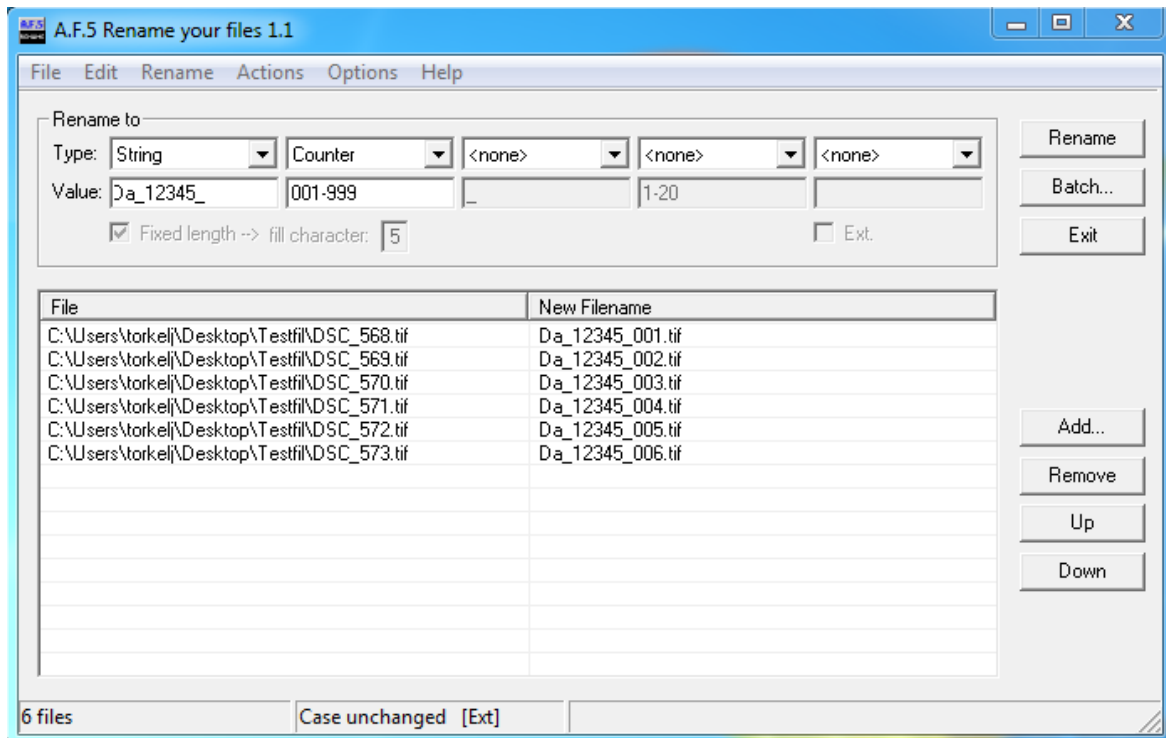 A.F.5 Rename your files 1.1
File Edit Rename Actions Options Help
Rename to
Type: String Counter <none> <none> <none>
Value: Da_12345_ 001-999 _ 1-20
Fixed length --> fill character: 5 Ext.
Rename
Batch...
Exit
File New Filename
C:\Users\torkelj\Desktop\Testfil\DSC_568.tif Da_12345_001.tif
C:\Users\torkelj\Desktop\Testfil\DSC_569.tif Da_12345_002.tif
C:\Users\torkelj\Desktop\Testfil\DSC_570.tif Da_12345_003.tif
C:\Users\torkelj\Desktop\Testfil\DSC_571.tif Da_12345_004.tif
C:\Users\torkelj\Desktop\Testfil\DSC_572.tif Da_12345_005.tif
C:\Users\torkelj\Desktop\Testfil\DSC_573.tif Da_12345_006.tif
Add...
Remove
Up
Down
6 files Case unchanged [Ext]